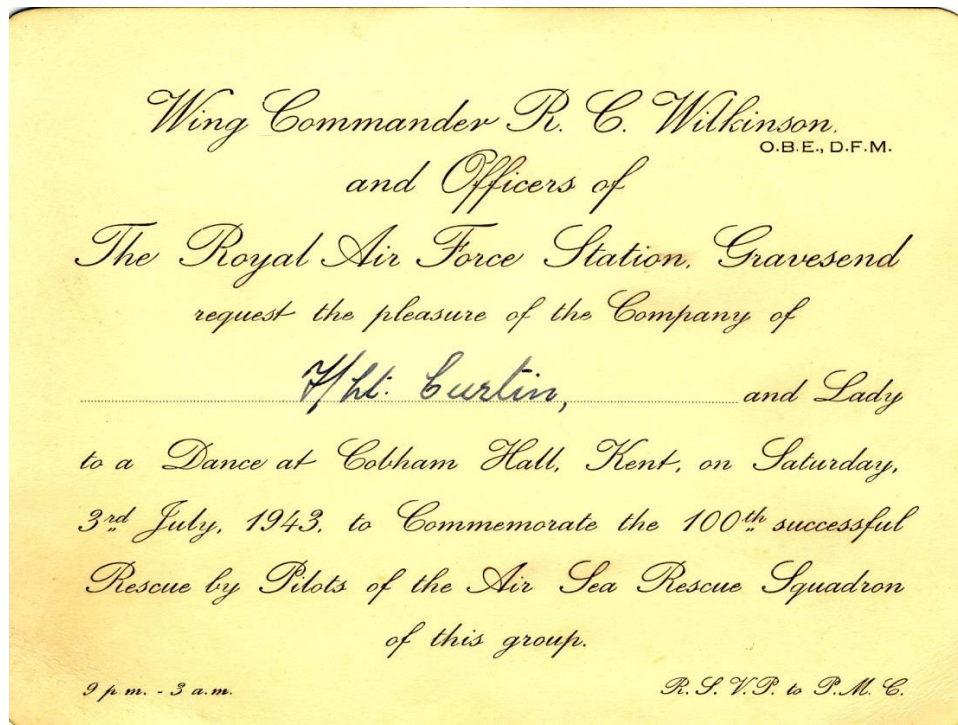 Wing Commander R. C. Wilkinson.
O.B.E., D.F.M.
and Officers of
The Royal Air Force Station, Gravesend
request the pleasure of the Company of
F/Lt. Curtin, and Lady
to a Dance at Cobham Hall, Kent, on Saturday,
3rd July, 1943, to Commemorate the 100th successful
Rescue by Pilots of the Air Sea Rescue Squadron
of this group.
9 p.m. - 3 a.m. R. S. V. P. to P. M. C.